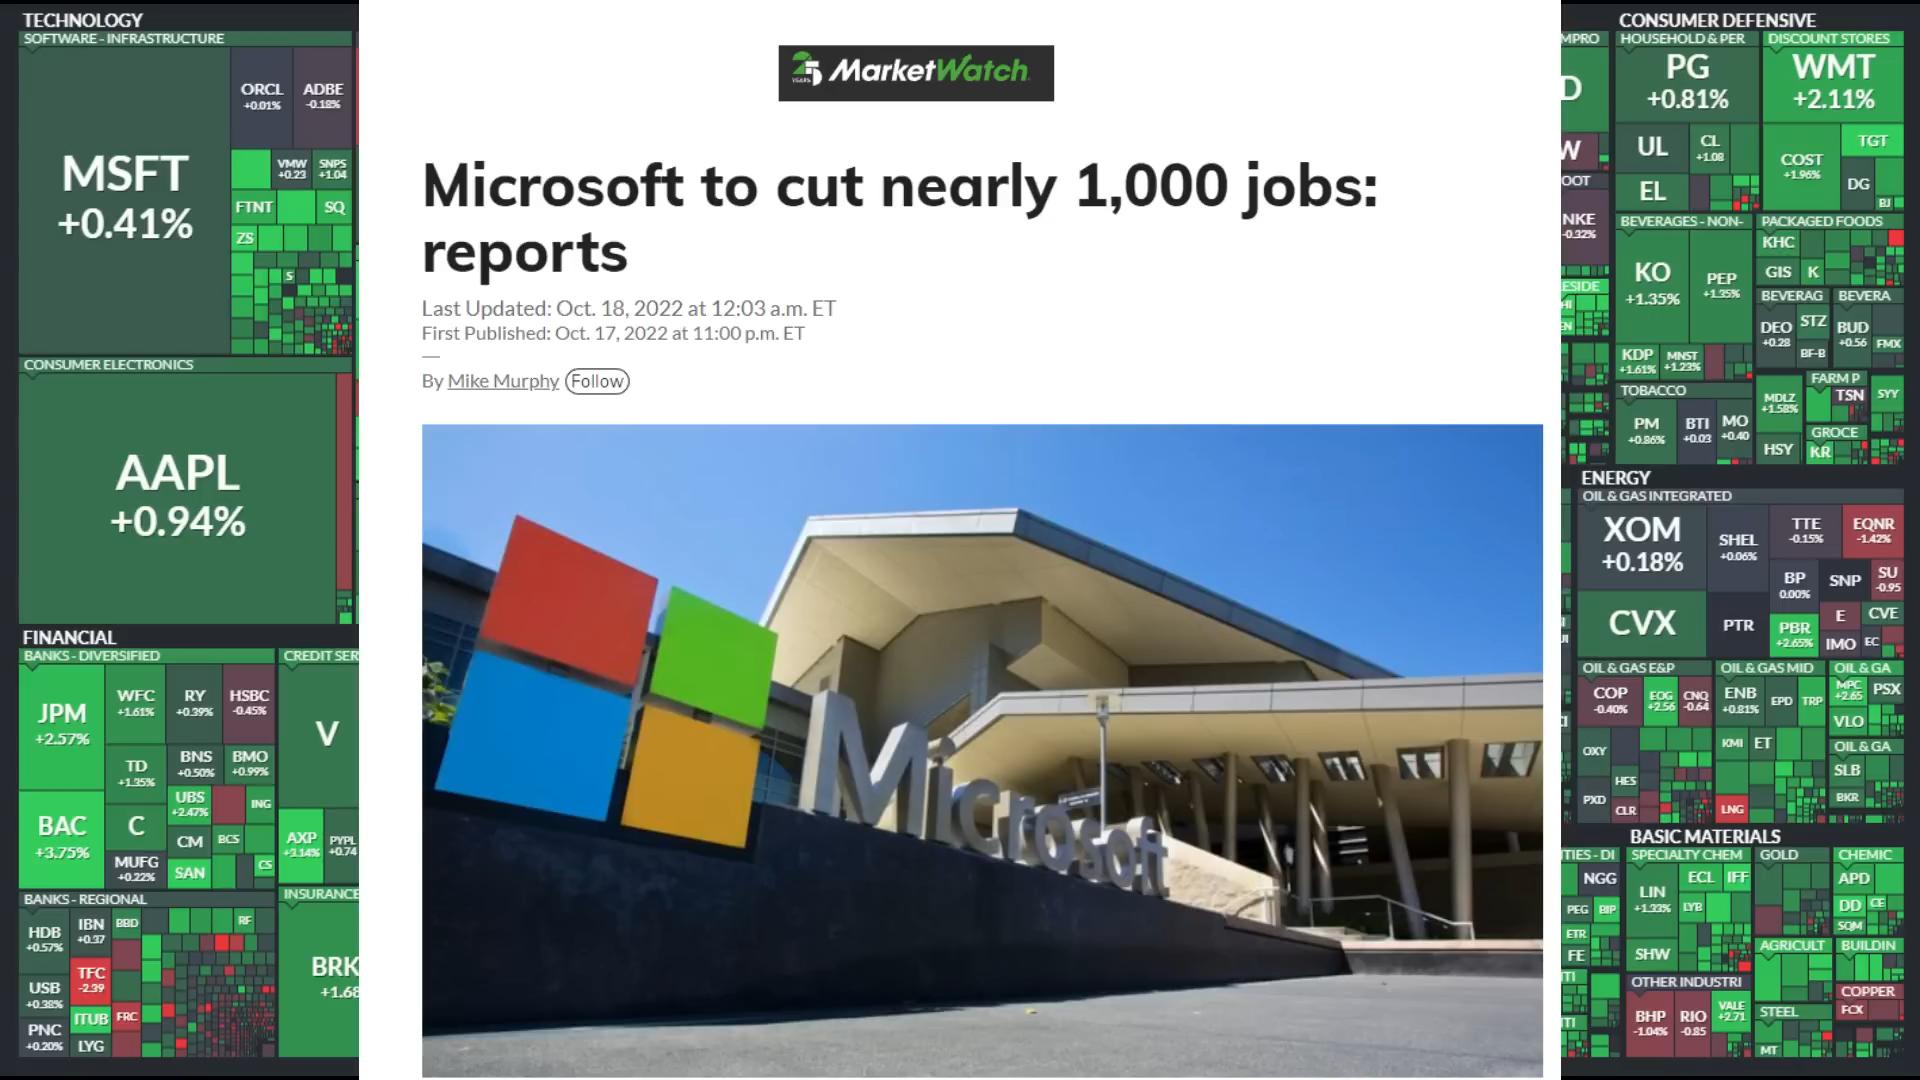 TECHNOLOGY
SOFTWARE - INFRASTRUCTURE
MSFT
+0.41%
ORCL
+0.01%
ADBE
-0.18%
VMW
+0.23
SNPS
+1.04
FTNT
SQ
ZS
S
CONSUMER ELECTRONICS
AAPL
+0.94%
FINANCIAL
BANKS - DIVERSIFIED
JPM
+2.57%
WFC
+1.61%
RY
+0.39%
HSBC
-0.45%
TD
+1.35%
BNS
+0.50%
BMO
+0.99%
BAC
+3.75%
C
UBS
+2.47%
ING
CM
BCS
MUFG
+0.22%
SAN
CS
CREDIT SER
V
AXP
+3.14%
PYPL
+0.74
INSURANCE
BRK
+1.68
BANKS - REGIONAL
HDB
+0.57%
IBN
+0.37
BBD
RF
TFC
-2.39
USB
+0.38%
ITUB
FRC
PNC
+0.20%
LYG
25
YEARS
MarketWatch
Microsoft to cut nearly 1,000 jobs:
reports
Last Updated: Oct. 18, 2022 at 12:03 a.m. ET
First Published: Oct. 17, 2022 at 11:00 p.m. ET
By Mike Murphy Follow
Microsoft
CONSUMER DEFENSIVE
MPRO
HOUSEHOLD & PER
DISCOUNT STORES
D
PG
+0.81%
WMT
+2.11%
W
UL
CL
+1.08
COST
+1.96%
TGT
OOT
EL
DG
BJ
NKE
-0.32%
BEVERAGES - NON-
PACKAGED FOODS
KO
+1.35%
PEP
+1.35%
KHC
GIS
K
ESIDE
BEVERAG
BEVERA
DEO
+0.28
STZ
BUD
+0.56
BF-B
FMX
KDP
+1.61%
MNST
+1.23%
TOBACCO
MDLZ
+1.58%
FARM P
TSN
SYY
PM
+0.86%
BTI
+0.03
MO
+0.40
GROCE
HSY
KR
ENERGY
OIL & GAS INTEGRATED
XOM
+0.18%
SHEL
+0.06%
TTE
-0.15%
EQNR
-1.42%
BP
0.00%
SNP
SU
-0.95
CVX
PTR
PBR
+2.65%
E
CVE
IMO
EC
OIL & GAS E&P
OIL & GAS MID
OIL & GA
COP
-0.40%
EOG
+2.56
CNQ
-0.64
ENB
+0.81%
EPD
TRP
MPC
+2.65
PSX
VLO
OXY
KMI
ET
OIL & GA
HES
SLB
PXD
CLR
LNG
BKR
BASIC MATERIALS
TIES - DI
SPECIALTY CHEM
GOLD
CHEMIC
NGG
LIN
+1.33%
ECL
IFF
APD
PEG
BIP
LYB
DD
CE
ETR
SQM
FE
SHW
AGRICULT
BUILDIN
OTHER INDUSTRI
COPPER
BHP
-1.04%
RIO
-0.85
VALE
+2.71
STEEL
FCX
MT